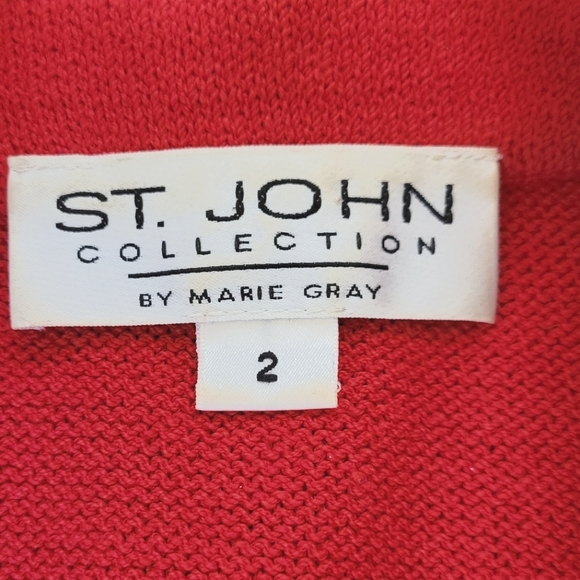 ST. JOHN
COLLECTION
BY MARIE GRAY
2